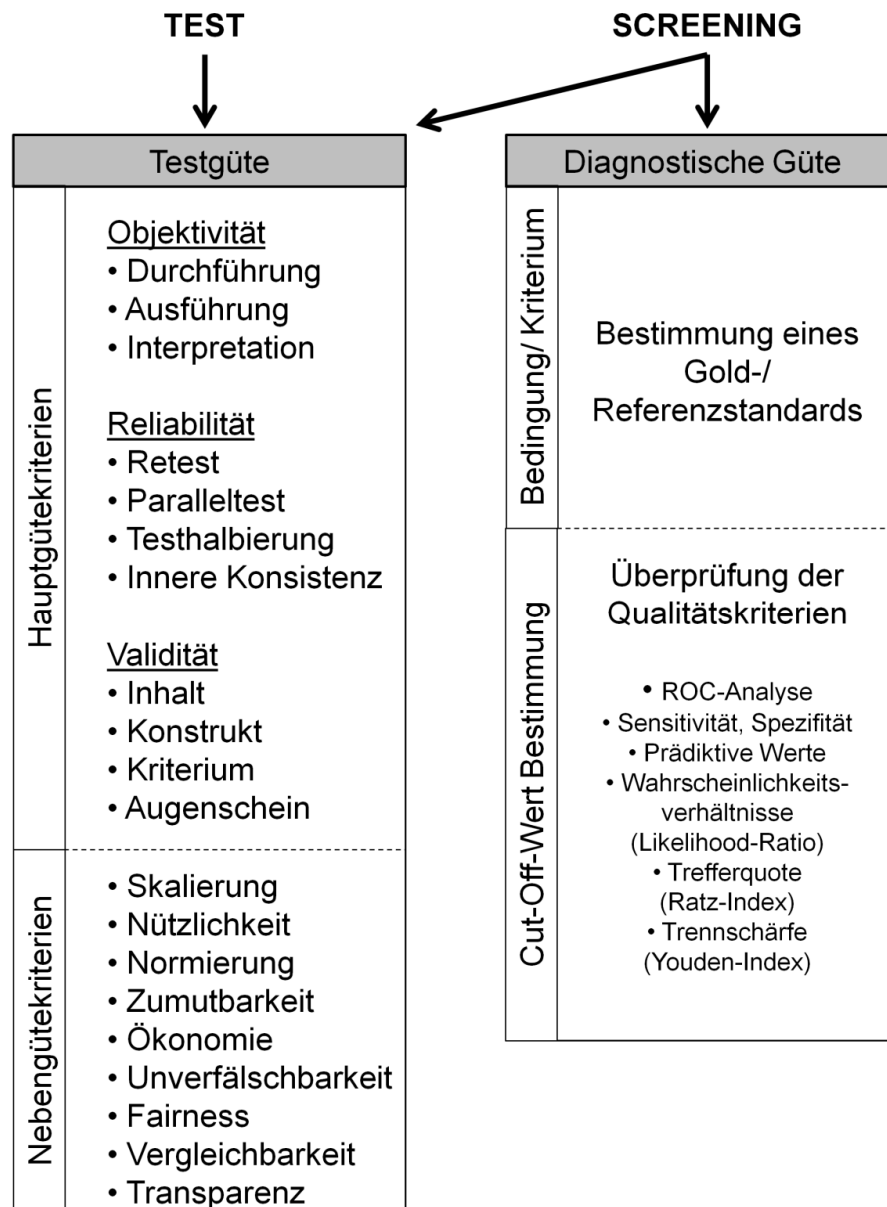 TEST
SCREENING
Testgüte
Hauptgütekriterien
Objektivität
• Durchführung
• Ausführung
• Interpretation
Reliabilität
• Retest
• Paralleltest
• Testhalbierung
• Innere Konsistenz
Validität
• Inhalt
• Konstrukt
• Kriterium
• Augenschein
Nebengütekriterien
• Skalierung
• Nützlichkeit
• Normierung
• Zumutbarkeit
• Ökonomie
• Unverfälschbarkeit
• Fairness
• Vergleichbarkeit
• Transparenz
Diagnostische Güte
Bedingung/ Kriterium
Bestimmung eines
Gold-/
Referenzstandards
Cut-Off-Wert Bestimmung
Überprüfung der
Qualitätskriterien
• ROC-Analyse
• Sensitivität, Spezifität
• Prädiktive Werte
• Wahrscheinlichkeits-
verhältnisse
(Likelihood-Ratio)
• Trefferquote
(Ratz-Index)
• Trennschärfe
(Youden-Index)